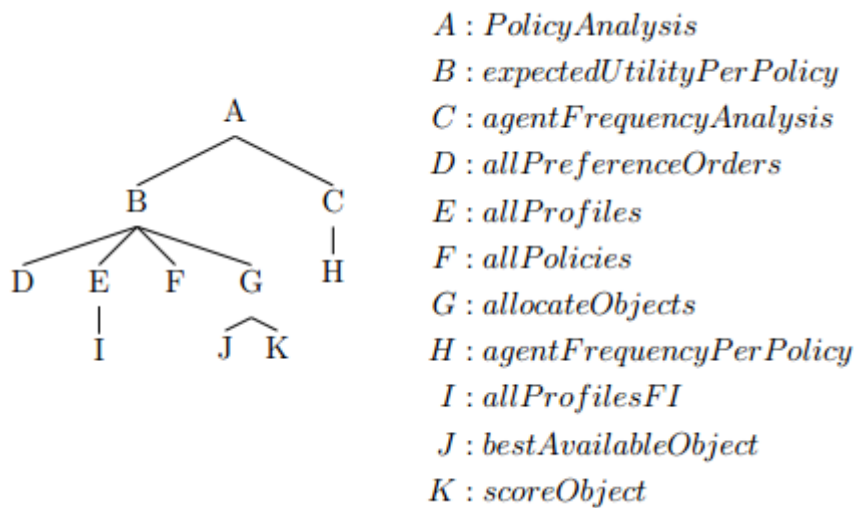 A
B C
D E F G H
I J K
A : PolicyAnalysis
B : expectedUtilityPerPolicy
C : agentFrequencyAnalysis
D : allPreferenceOrders
E : allProfiles
F : allPolicies
G : allocateObjects
H : agentFrequencyPerPolicy
I : allProfilesFI
J : bestAvailableObject
K : scoreObject